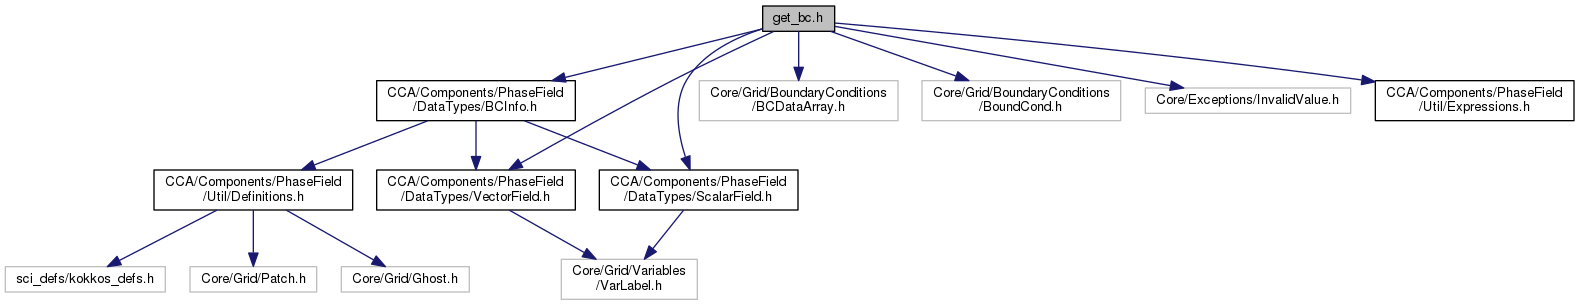 get_bc.h
CCA/Components/PhaseField
/DataTypes/BCInfo.h
Core/Grid/BoundaryConditions
/BCDataArray.h
Core/Grid/BoundaryConditions
/BoundCond.h
Core/Exceptions/InvalidValue.h
CCA/Components/PhaseField
/Util/Expressions.h
CCA/Components/PhaseField
/Util/Definitions.h
CCA/Components/PhaseField
/DataTypes/VectorField.h
CCA/Components/PhaseField
/DataTypes/ScalarField.h
sci_defs/kokkos_defs.h
Core/Grid/Patch.h
Core/Grid/Ghost.h
Core/Grid/Variables
/VarLabel.h